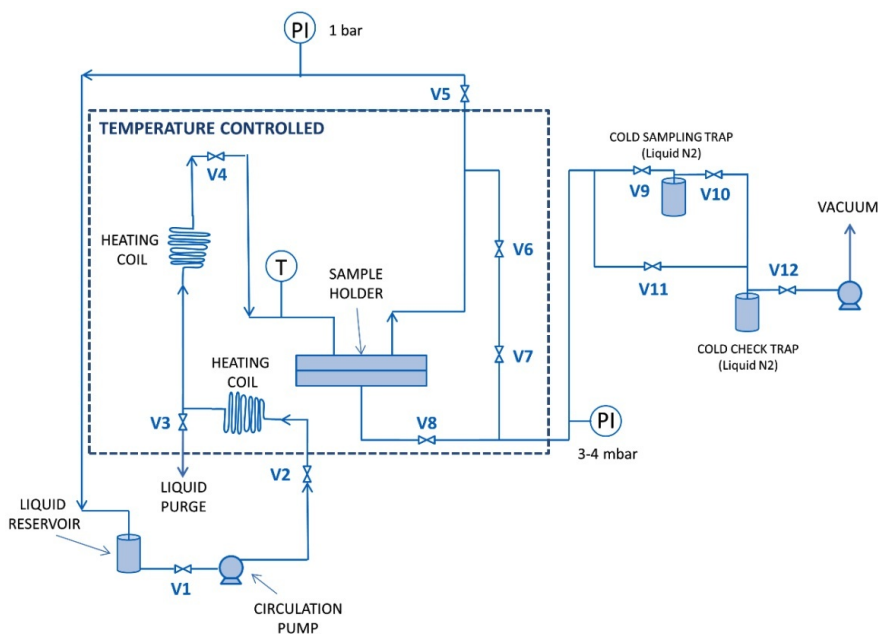 PI 1 bar
V5
TEMPERATURE CONTROLLED
V4
HEATING
COIL
T
SAMPLE
HOLDER
V6
V7
HEATING
COIL
V3
V8
V2
LIQUID
PURGE
LIQUID
RESERVOIR
V1
CIRCULATION
PUMP
COLD SAMPLING TRAP
(Liquid N2)
V9
V10
VACUUM
V11
V12
COLD CHECK TRAP
(Liquid N2)
PI
3-4 mbar